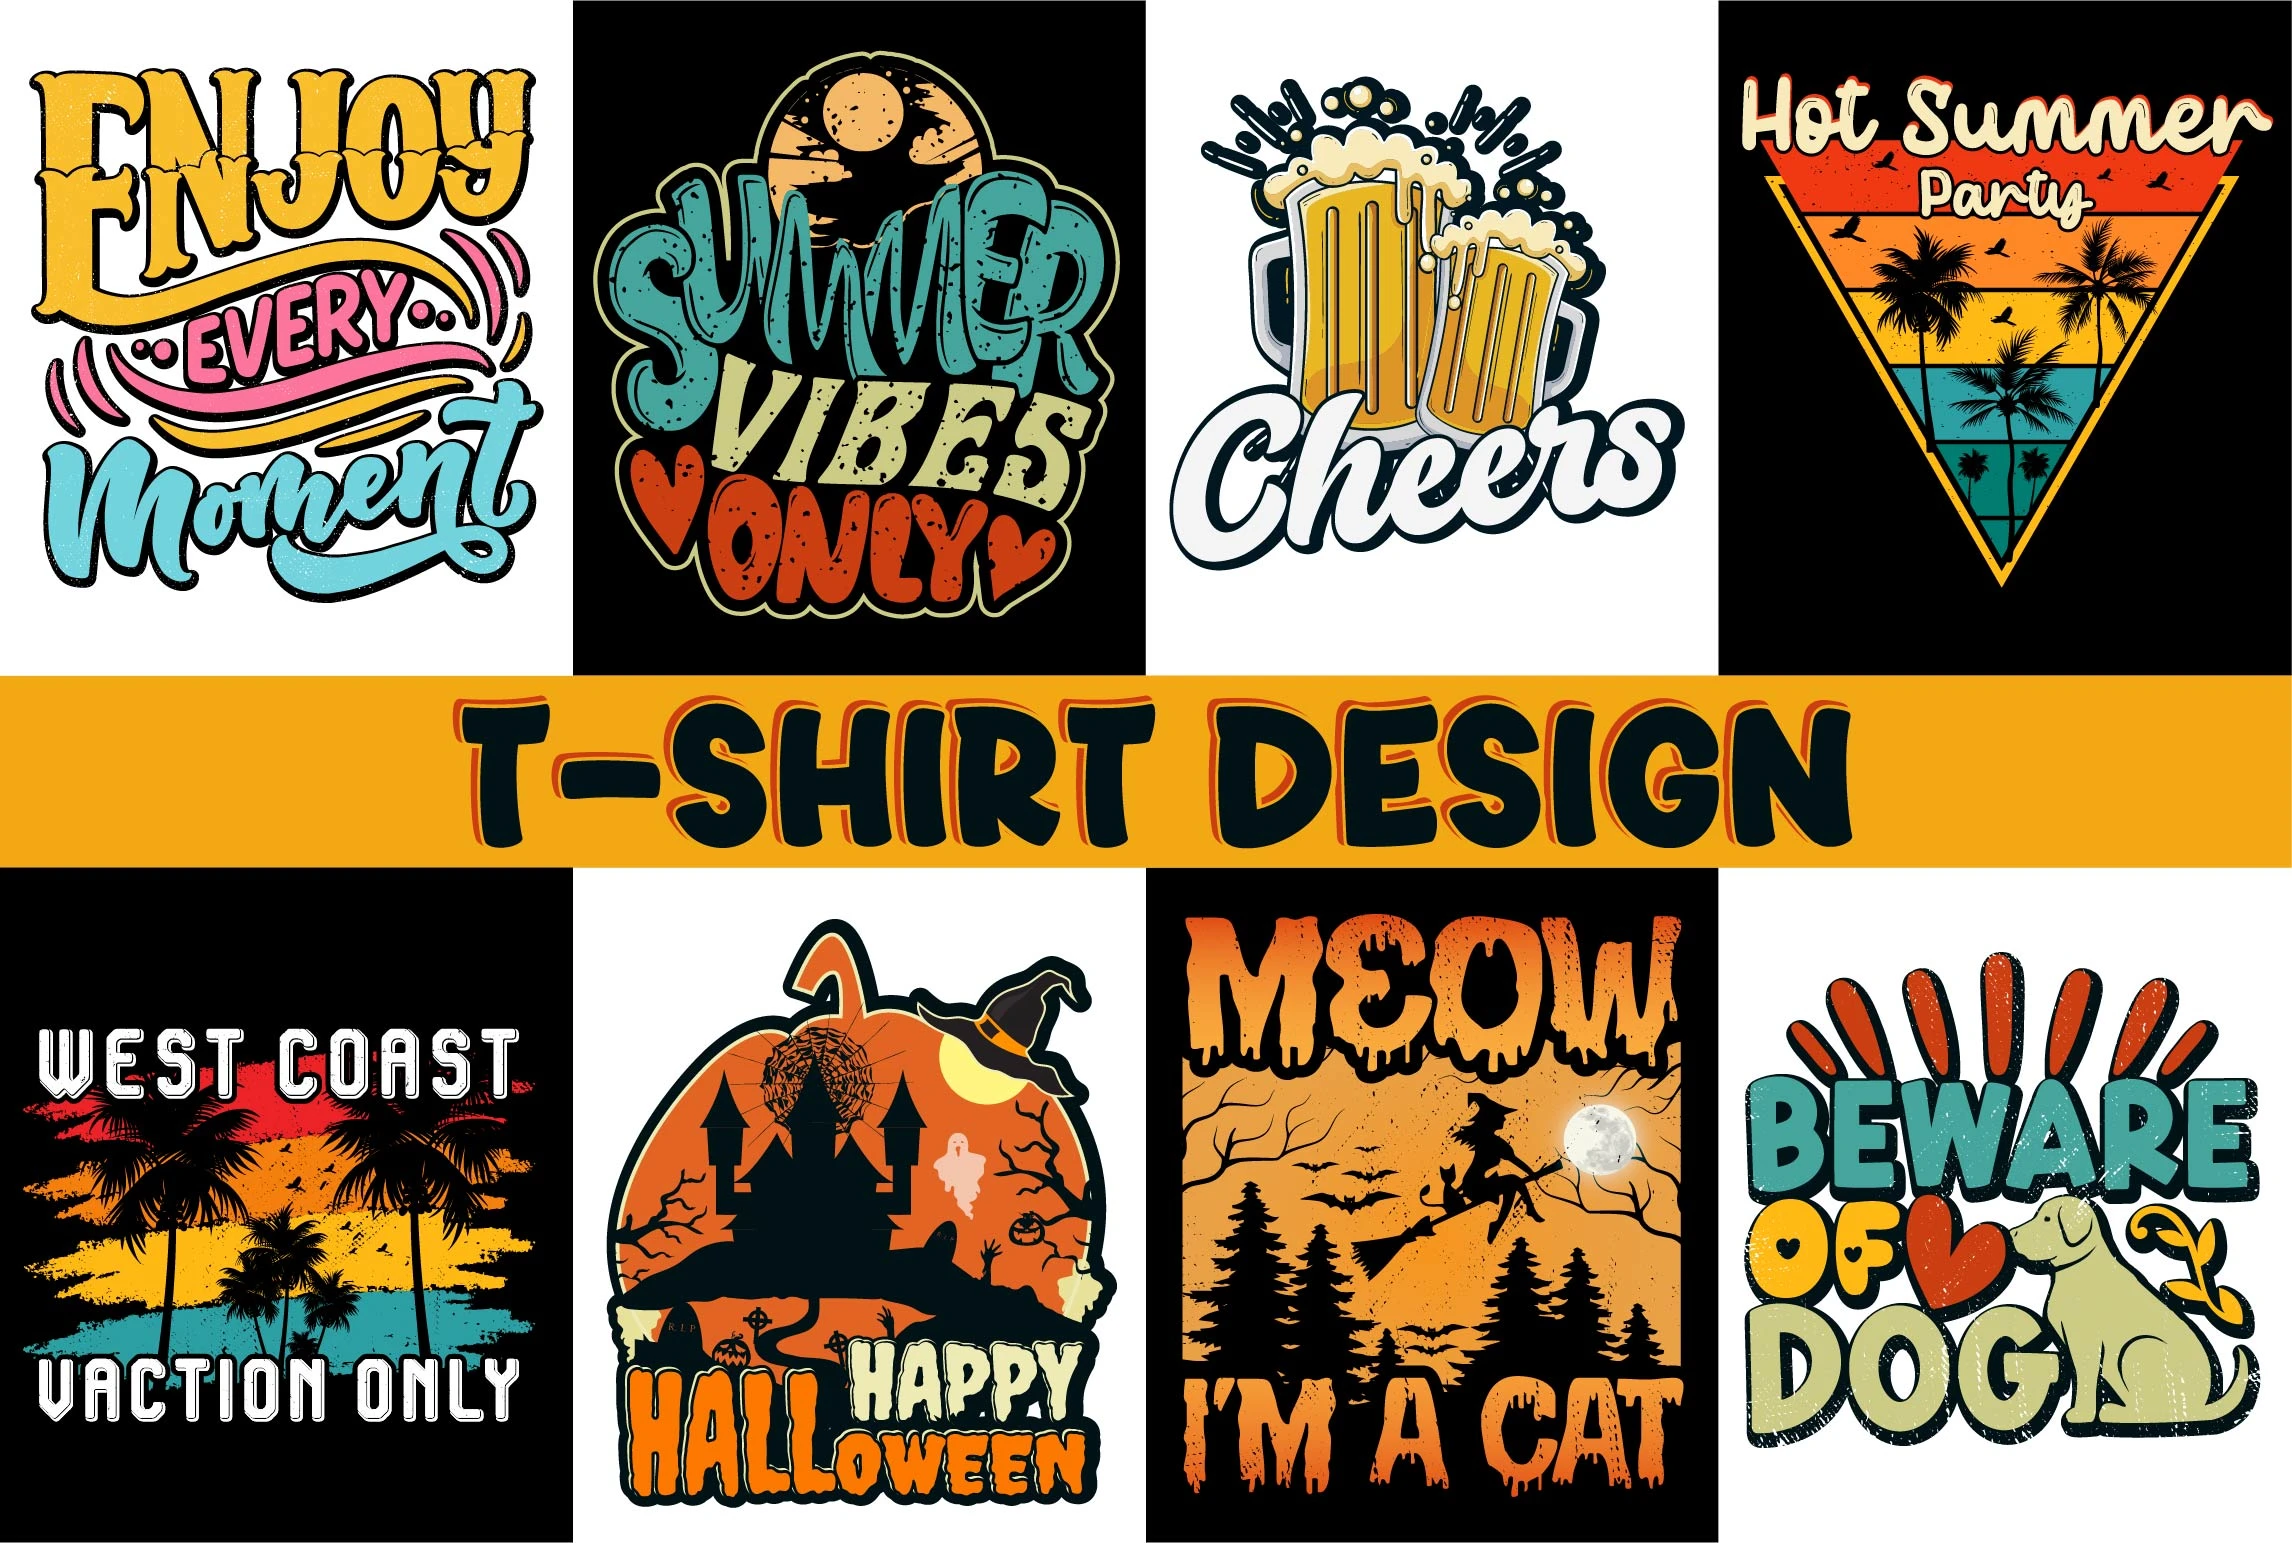 ENJOY
EVERY
Moment
SUMMER
VIBES
ONLY
Cheers
Hot Summer
Party
T-SHIRT DESIGN
WEST COAST
VACTION ONLY
R.I.P
HAPPY
HALLOWEEN
MEOW
I'M A CAT
BEWARE
OF
DOG